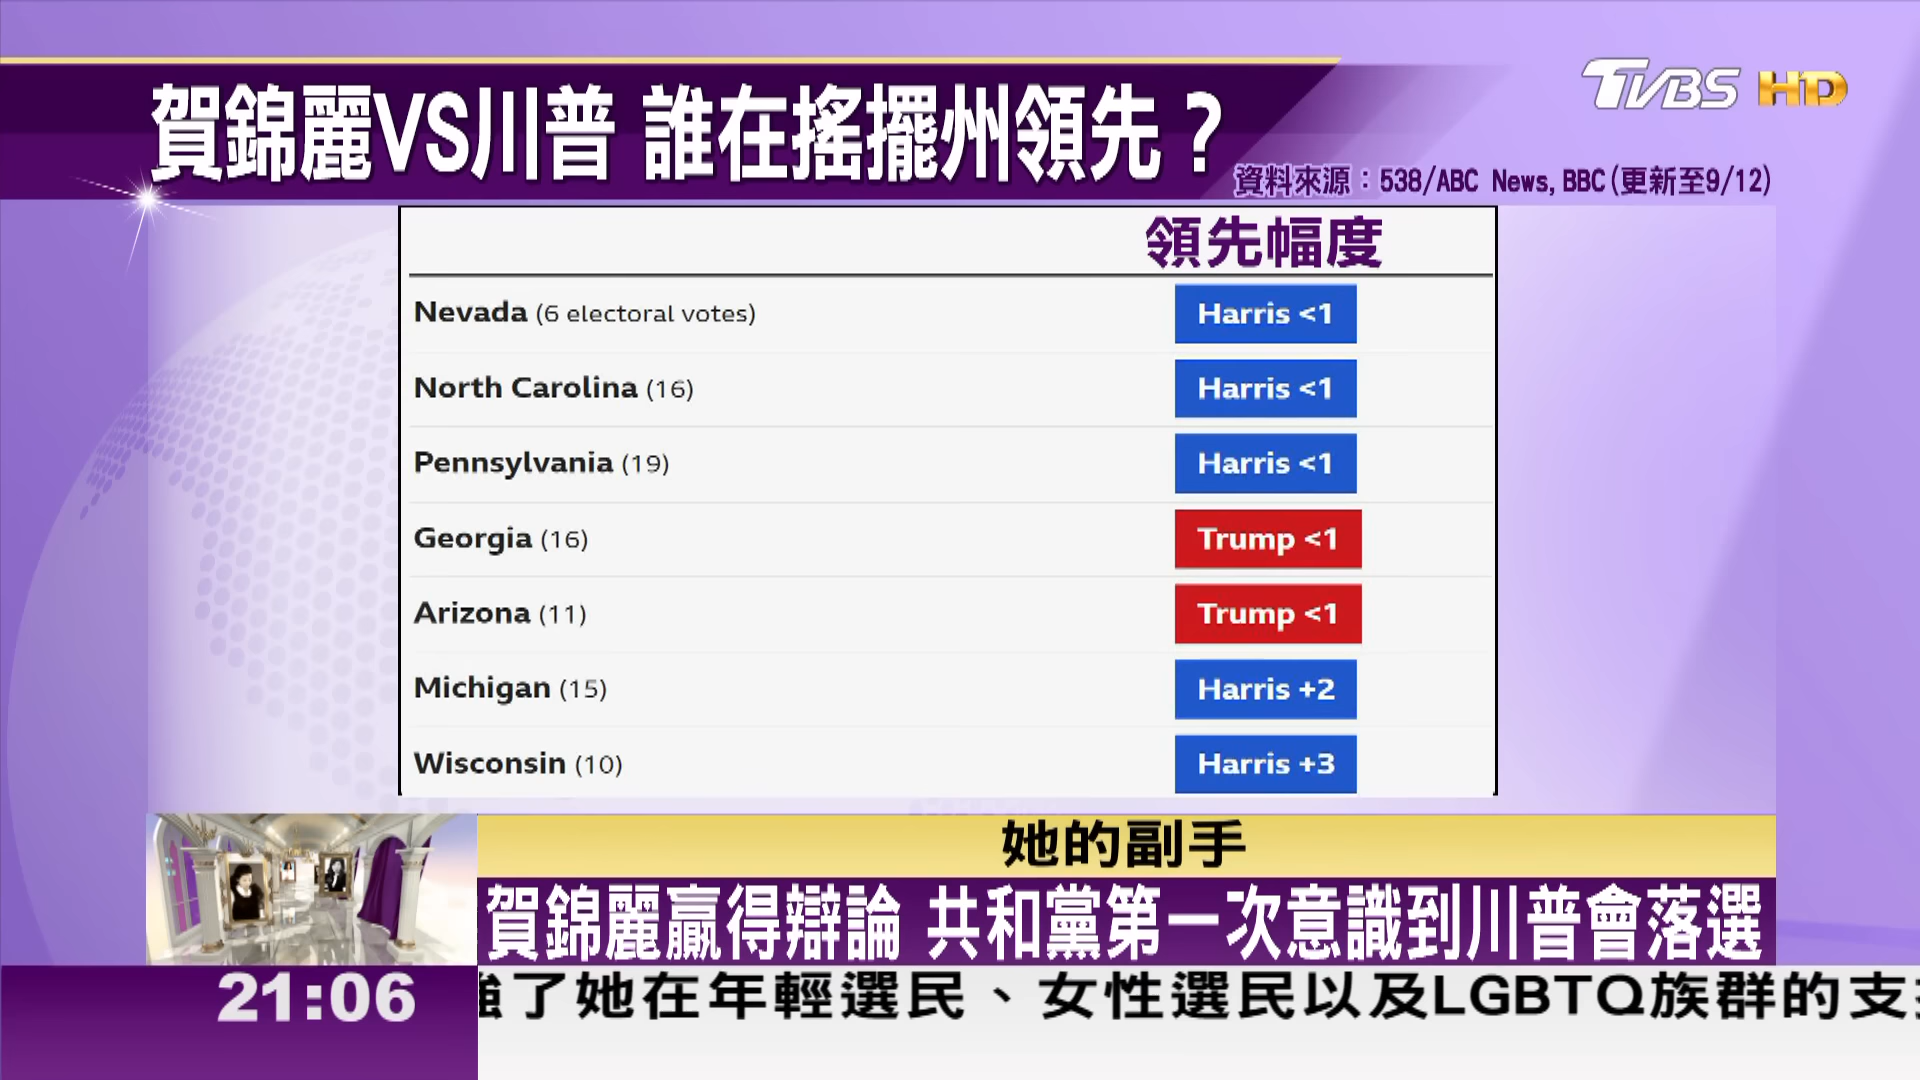 賀錦麗VS川普 誰在搖擺州領先？
TVBS HD
資料來源：538/ABC News, BBC(更新至9/12)
領先幅度
Nevada (6 electoral votes) Harris <1
North Carolina (16) Harris <1
Pennsylvania (19) Harris <1
Georgia (16) Trump <1
Arizona (11) Trump <1
Michigan (15) Harris +2
Wisconsin (10) Harris +3
她的副手
賀錦麗贏得辯論 共和黨第一次意識到川普會落選
21:06
強了她在年輕選民、女性選民以及LGBTQ族群的支